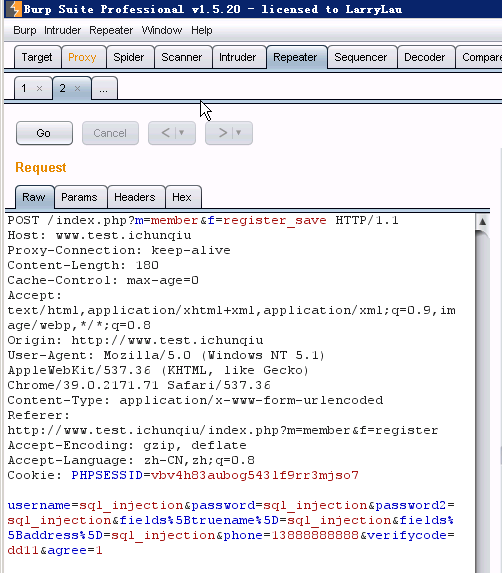 Burp Suite Professional v1.5.20 - licensed to LarryLau
Burp Intruder Repeater Window Help
Target Proxy Spider Scanner Intruder Repeater Sequencer Decoder Compare
1 × 2 × ...
Go Cancel < ▼ > ▼
Request
Raw Params Headers Hex
POST /index.php?m=member&f=register_save HTTP/1.1
Host: www.test.ichunqiu
Proxy-Connection: keep-alive
Content-Length: 180
Cache-Control: max-age=0
Accept:
text/html,application/xhtml+xml,application/xml;q=0.9,im
age/webp,*/*;q=0.8
Origin: http://www.test.ichunqiu
User-Agent: Mozilla/5.0 (Windows NT 5.1)
AppleWebKit/537.36 (KHTML, like Gecko)
Chrome/39.0.2171.71 Safari/537.36
Content-Type: application/x-www-form-urlencoded
Referer:
http://www.test.ichunqiu/index.php?m=member&f=register
Accept-Encoding: gzip, deflate
Accept-Language: zh-CN,zh;q=0.8
Cookie: PHPSESSID=vbv4h83aubog543lf9rr3mjso7
username=sql_injection&password=sql_injection&password2=
sql_injection&fields%5Btruename%5D=sql_injection&fields%
5Baddress%5D=sql_injection&phone=13888888888&verifycode=
dd11&agree=1